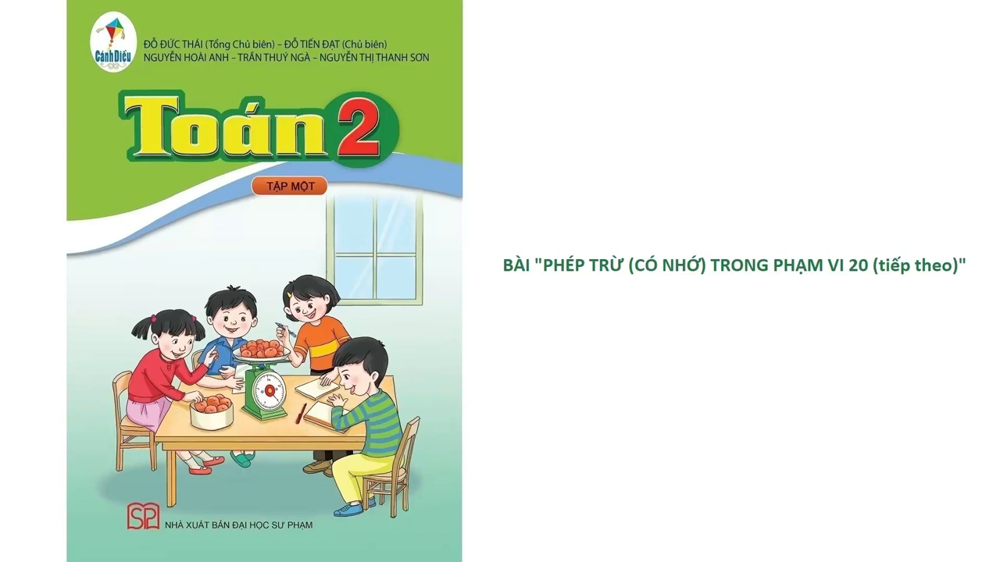 ĐỖ ĐỨC THÁI (Tổng Chủ biên) – ĐỖ TIẾN ĐẠT (Chủ biên)
NGUYỄN HOÀI ANH – TRẦN THUÝ NGÀ – NGUYỄN THỊ THANH SƠN
Cánh Diều
Toán 2
TẬP MỘT
BÀI "PHÉP TRỪ (CÓ NHỚ) TRONG PHẠM VI 20 (tiếp theo)"
SP
NHÀ XUẤT BẢN ĐẠI HỌC SƯ PHẠM